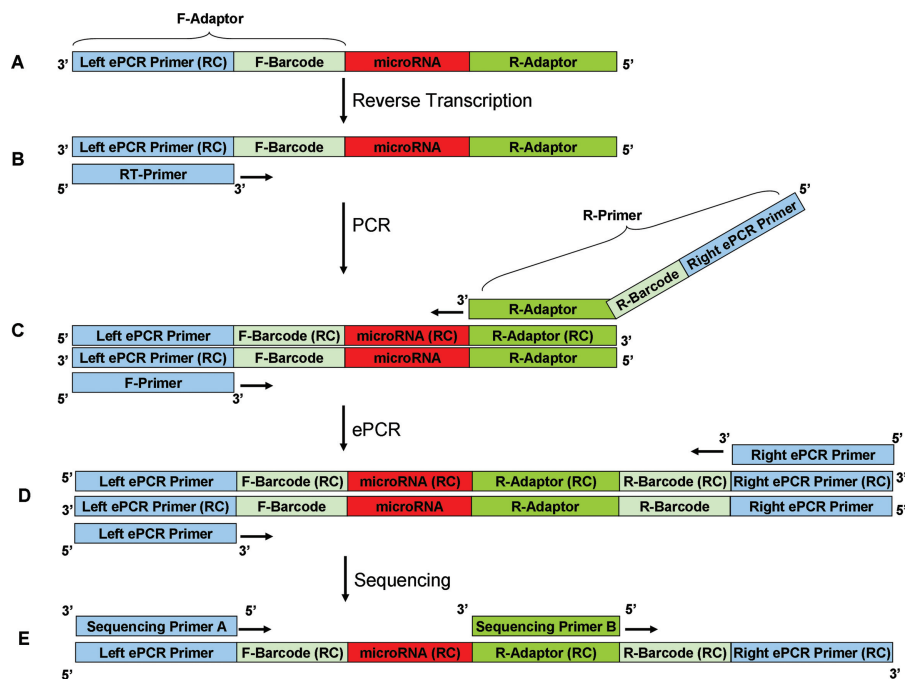 F-Adaptor
A 3’ Left ePCR Primer (RC) F-Barcode microRNA R-Adaptor 5’
Reverse Transcription
B 3’ Left ePCR Primer (RC) F-Barcode microRNA R-Adaptor 5’
5’ RT-Primer 3’
PCR
R-Primer
5’
Right ePCR Primer
R-Barcode
3’ R-Adaptor
C
5’ Left ePCR Primer F-Barcode (RC) microRNA (RC) R-Adaptor (RC) 3’
3’ Left ePCR Primer (RC) F-Barcode microRNA R-Adaptor 5’
5’ F-Primer 3’
ePCR
3’ Right ePCR Primer 5’
D
5’ Left ePCR Primer F-Barcode (RC) microRNA (RC) R-Adaptor (RC) R-Barcode (RC) Right ePCR Primer (RC) 3’
3’ Left ePCR Primer (RC) F-Barcode microRNA R-Adaptor R-Barcode Right ePCR Primer 5’
5’ Left ePCR Primer 3’
Sequencing
3’ Sequencing Primer A 5’ 3’ Sequencing Primer B 5’
E
5’ Left ePCR Primer F-Barcode (RC) microRNA (RC) R-Adaptor (RC) R-Barcode (RC) Right ePCR Primer (RC) 3’